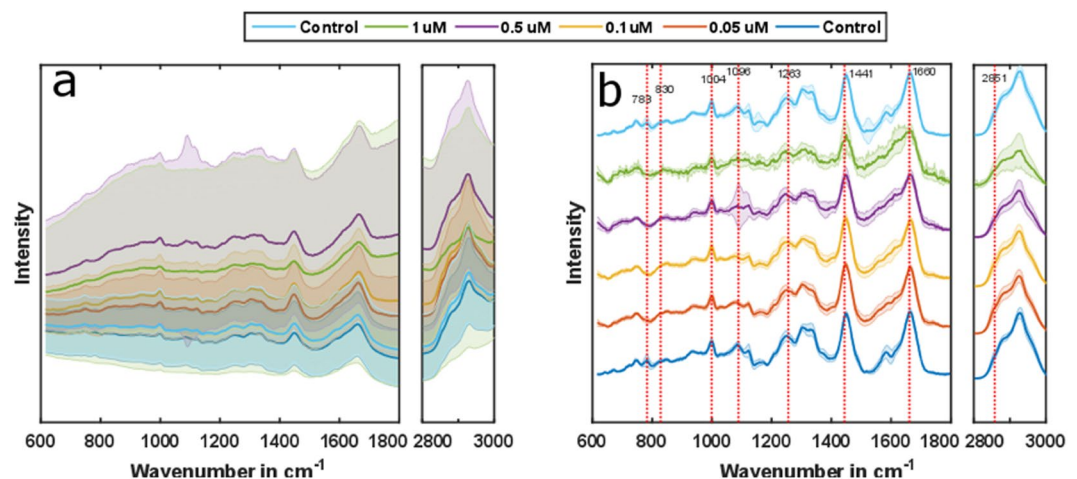 Control 1 uM 0.5 uM 0.1 uM 0.05 uM Control
a
Intensity
600 800 1000 1200 1400 1600 1800 2800 3000
Wavenumber in cm-1
b
783 830 1004 1096 1263 1441 1660 2851
Intensity
600 800 1000 1200 1400 1600 1800 2800 3000
Wavenumber in cm-1